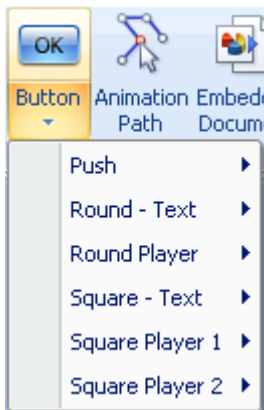 OK
Button Animation Embed
Path Docum
Push
Round - Text
Round Player
Square - Text
Square Player 1
Square Player 2